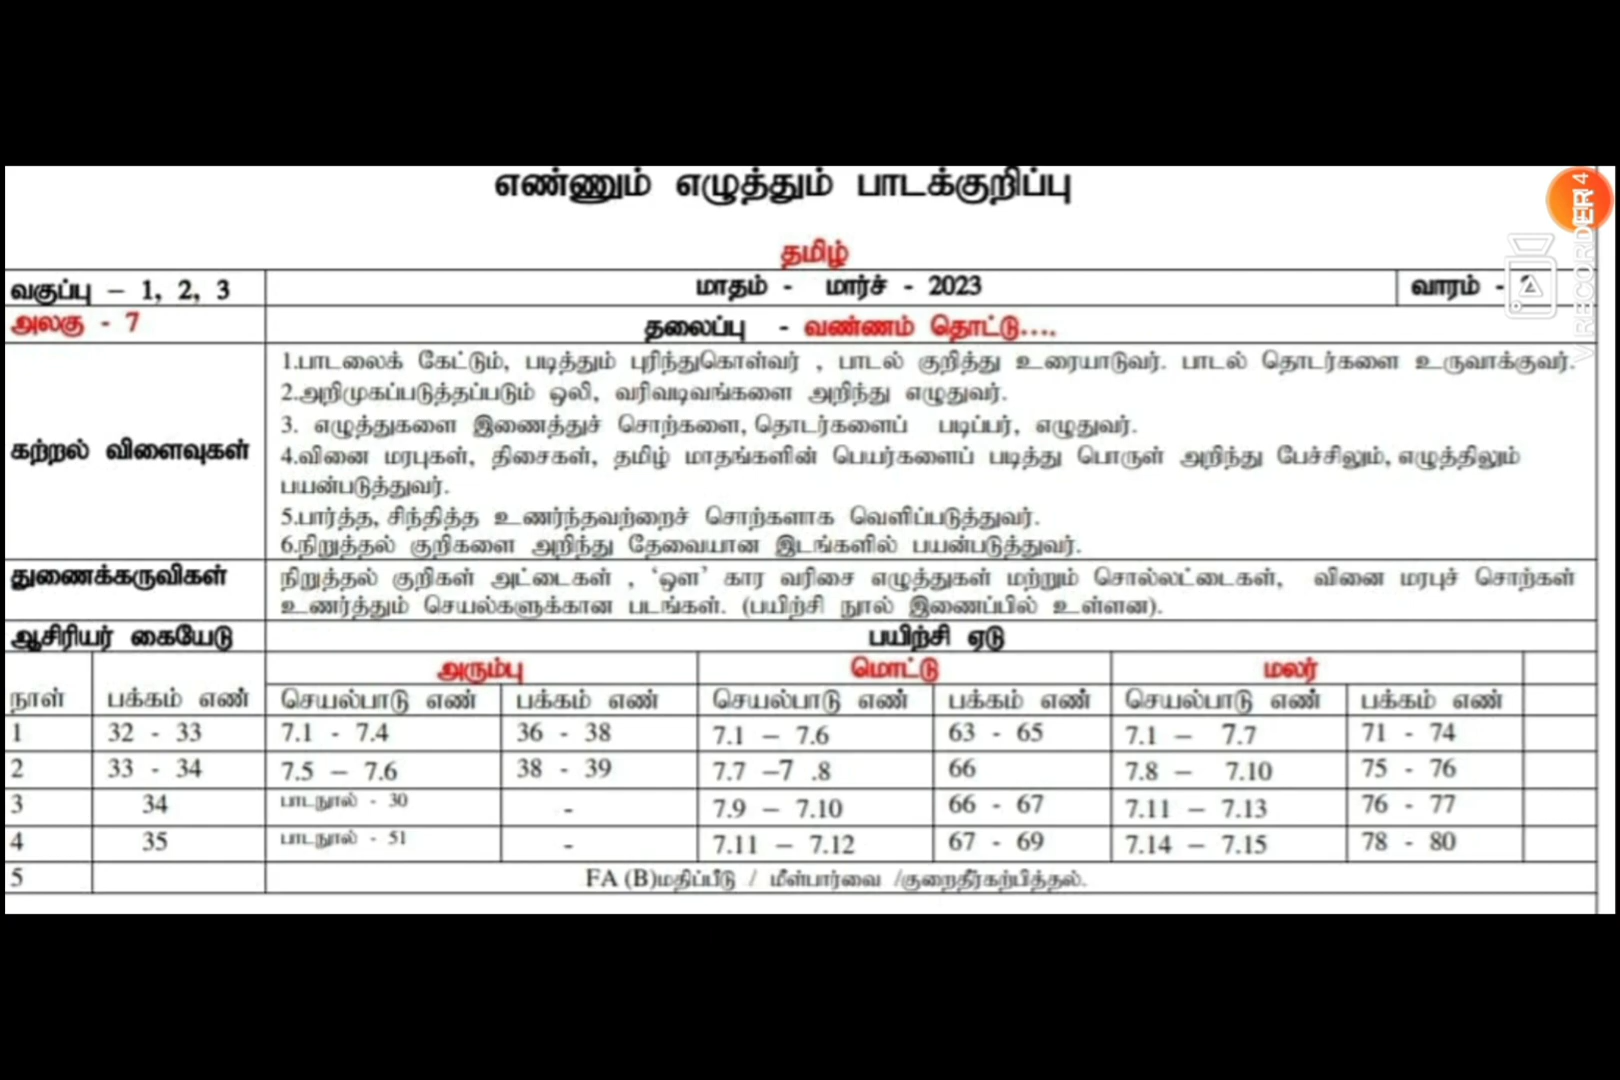 எண்ணும் எழுத்தும் பாடக்குறிப்பு
தமிழ்
வகுப்பு – 1, 2, 3 மாதம் - மார்ச் - 2023 வாரம் -
அலகு - 7 தலைப்பு - வண்ணம் தொட்டு....
கற்றல் விளைவுகள்
1.பாடலைக் கேட்டும், படித்தும் புரிந்துகொள்வர் , பாடல் குறித்து உரையாடுவர். பாடல் தொடர்களை உருவாக்குவர்.
2.அறிமுகப்படுத்தப்படும் ஒலி, வரிவடிவங்களை அறிந்து எழுதுவர்.
3. எழுத்துகளை இணைத்துச் சொற்களை, தொடர்களைப் படிப்பர், எழுதுவர்.
4.வினை மரபுகள், திசைகள், தமிழ் மாதங்களின் பெயர்களைப் படித்து பொருள் அறிந்து பேச்சிலும், எழுத்திலும்
பயன்படுத்துவர்.
5.பார்த்த, சிந்தித்த உணர்ந்தவற்றைச் சொற்களாக வெளிப்படுத்துவர்.
6.நிறுத்தல் குறிகளை அறிந்து தேவையான இடங்களில் பயன்படுத்துவர்.
துணைக்கருவிகள்
நிறுத்தல் குறிகள் அட்டைகள் , ‘ஔ’ கார வரிசை எழுத்துகள் மற்றும் சொல்லட்டைகள், வினை மரபுச் சொற்கள்
உணர்த்தும் செயல்களுக்கான படங்கள். (பயிற்சி நூல் இணைப்பில் உள்ளன).
ஆசிரியர் கையேடு பயிற்சி ஏடு
அரும்பு மொட்டு மலர்
நாள் பக்கம் எண் செயல்பாடு எண் பக்கம் எண் செயல்பாடு எண் பக்கம் எண் செயல்பாடு எண் பக்கம் எண்
1 32 - 33 7.1 - 7.4 36 - 38 7.1 – 7.6 63 - 65 7.1 – 7.7 71 - 74
2 33 - 34 7.5 – 7.6 38 - 39 7.7 –7 .8 66 7.8 – 7.10 75 - 76
3 34 பாடநூல் - 30 - 7.9 – 7.10 66 - 67 7.11 – 7.13 76 - 77
4 35 பாடநூல் - 51 - 7.11 – 7.12 67 - 69 7.14 – 7.15 78 - 80
5 FA (B)மதிப்பீடு / மீள்பார்வை /குறைதீர்கற்பித்தல்.
RECORDER